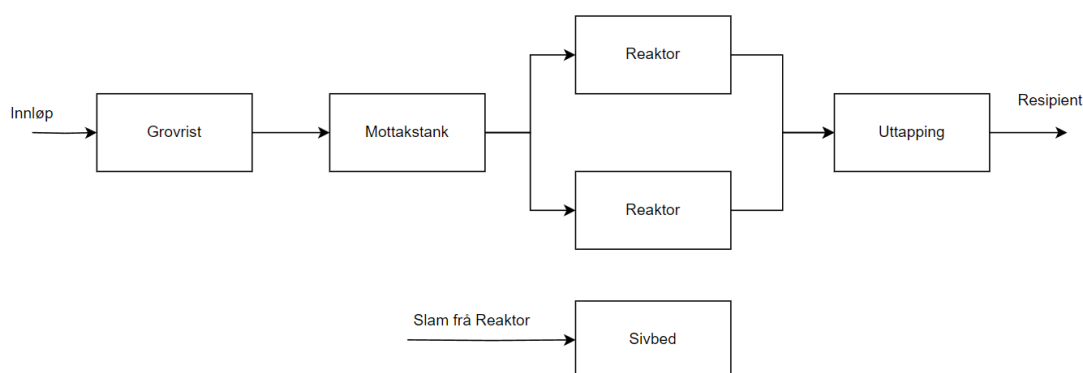 Reaktor
Innløp
Grovrist
Mottakstank
Uttapping
Resipient
Reaktor
Slam frå Reaktor
Sivbed